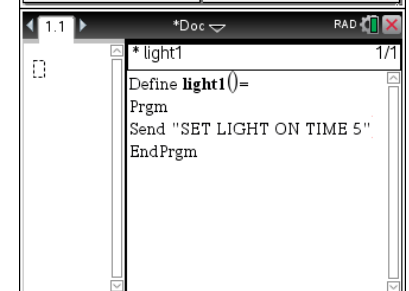 1.1
*Doc
RAD
* light1
1/1
Define light1()=
Prgm
Send "SET LIGHT ON TIME 5"
EndPrgm